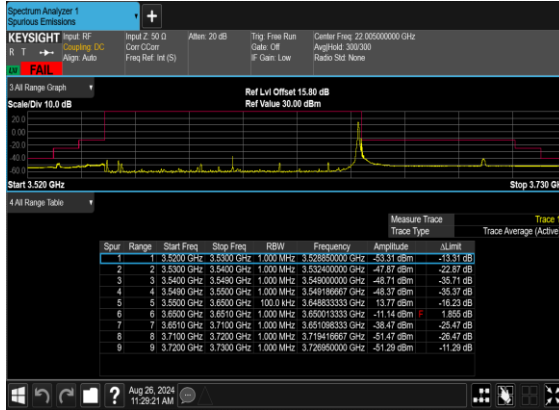 Spectrum Analyzer 1
Spurious Emissions
KEYSIGHT Input: RF Input Z: 50 Ω Atten: 20 dB Trig: Free Run Center Freq: 22.005000000 GHz
R T Coupling: DC Corr CCorr Gate: Off Avg|Hold: 300/300
Align: Auto Freq Ref: Int (S) IF Gain: Low Radio Std: None
FAIL
3 All Range Graph Ref Lvl Offset 15.80 dB
Scale/Div 10.0 dB Ref Value 30.00 dBm
20.0
0.00
-20.0
-40.0
-60.0
Start 3.520 GHz Stop 3.730 GH
4 All Range Table
Measure Trace Trace 1
Trace Type Trace Average (Active
Spur Range Start Freq Stop Freq RBW Frequency Amplitude ΔLimit
1 1 3.5200 GHz 3.5300 GHz 1.000 MHz 3.528850000 GHz -53.31 dBm -13.31 dB
2 2 3.5300 GHz 3.5400 GHz 1.000 MHz 3.532400000 GHz -47.87 dBm -22.87 dB
3 3 3.5400 GHz 3.5490 GHz 1.000 MHz 3.549000000 GHz -48.71 dBm -35.71 dB
4 4 3.5490 GHz 3.5500 GHz 1.000 MHz 3.549186667 GHz -48.37 dBm -35.37 dB
5 5 3.5500 GHz 3.6500 GHz 100.0 kHz 3.648833333 GHz 13.77 dBm -16.23 dB
6 6 3.6500 GHz 3.6510 GHz 1.000 MHz 3.650013333 GHz -11.14 dBm F 1.855 dB
7 7 3.6510 GHz 3.7100 GHz 1.000 MHz 3.651098333 GHz -38.47 dBm -25.47 dB
8 8 3.7100 GHz 3.7200 GHz 1.000 MHz 3.719416667 GHz -51.47 dBm -26.47 dB
9 9 3.7200 GHz 3.7300 GHz 1.000 MHz 3.726950000 GHz -51.29 dBm -11.29 dB
Aug 26, 2024
11:29:21 AM